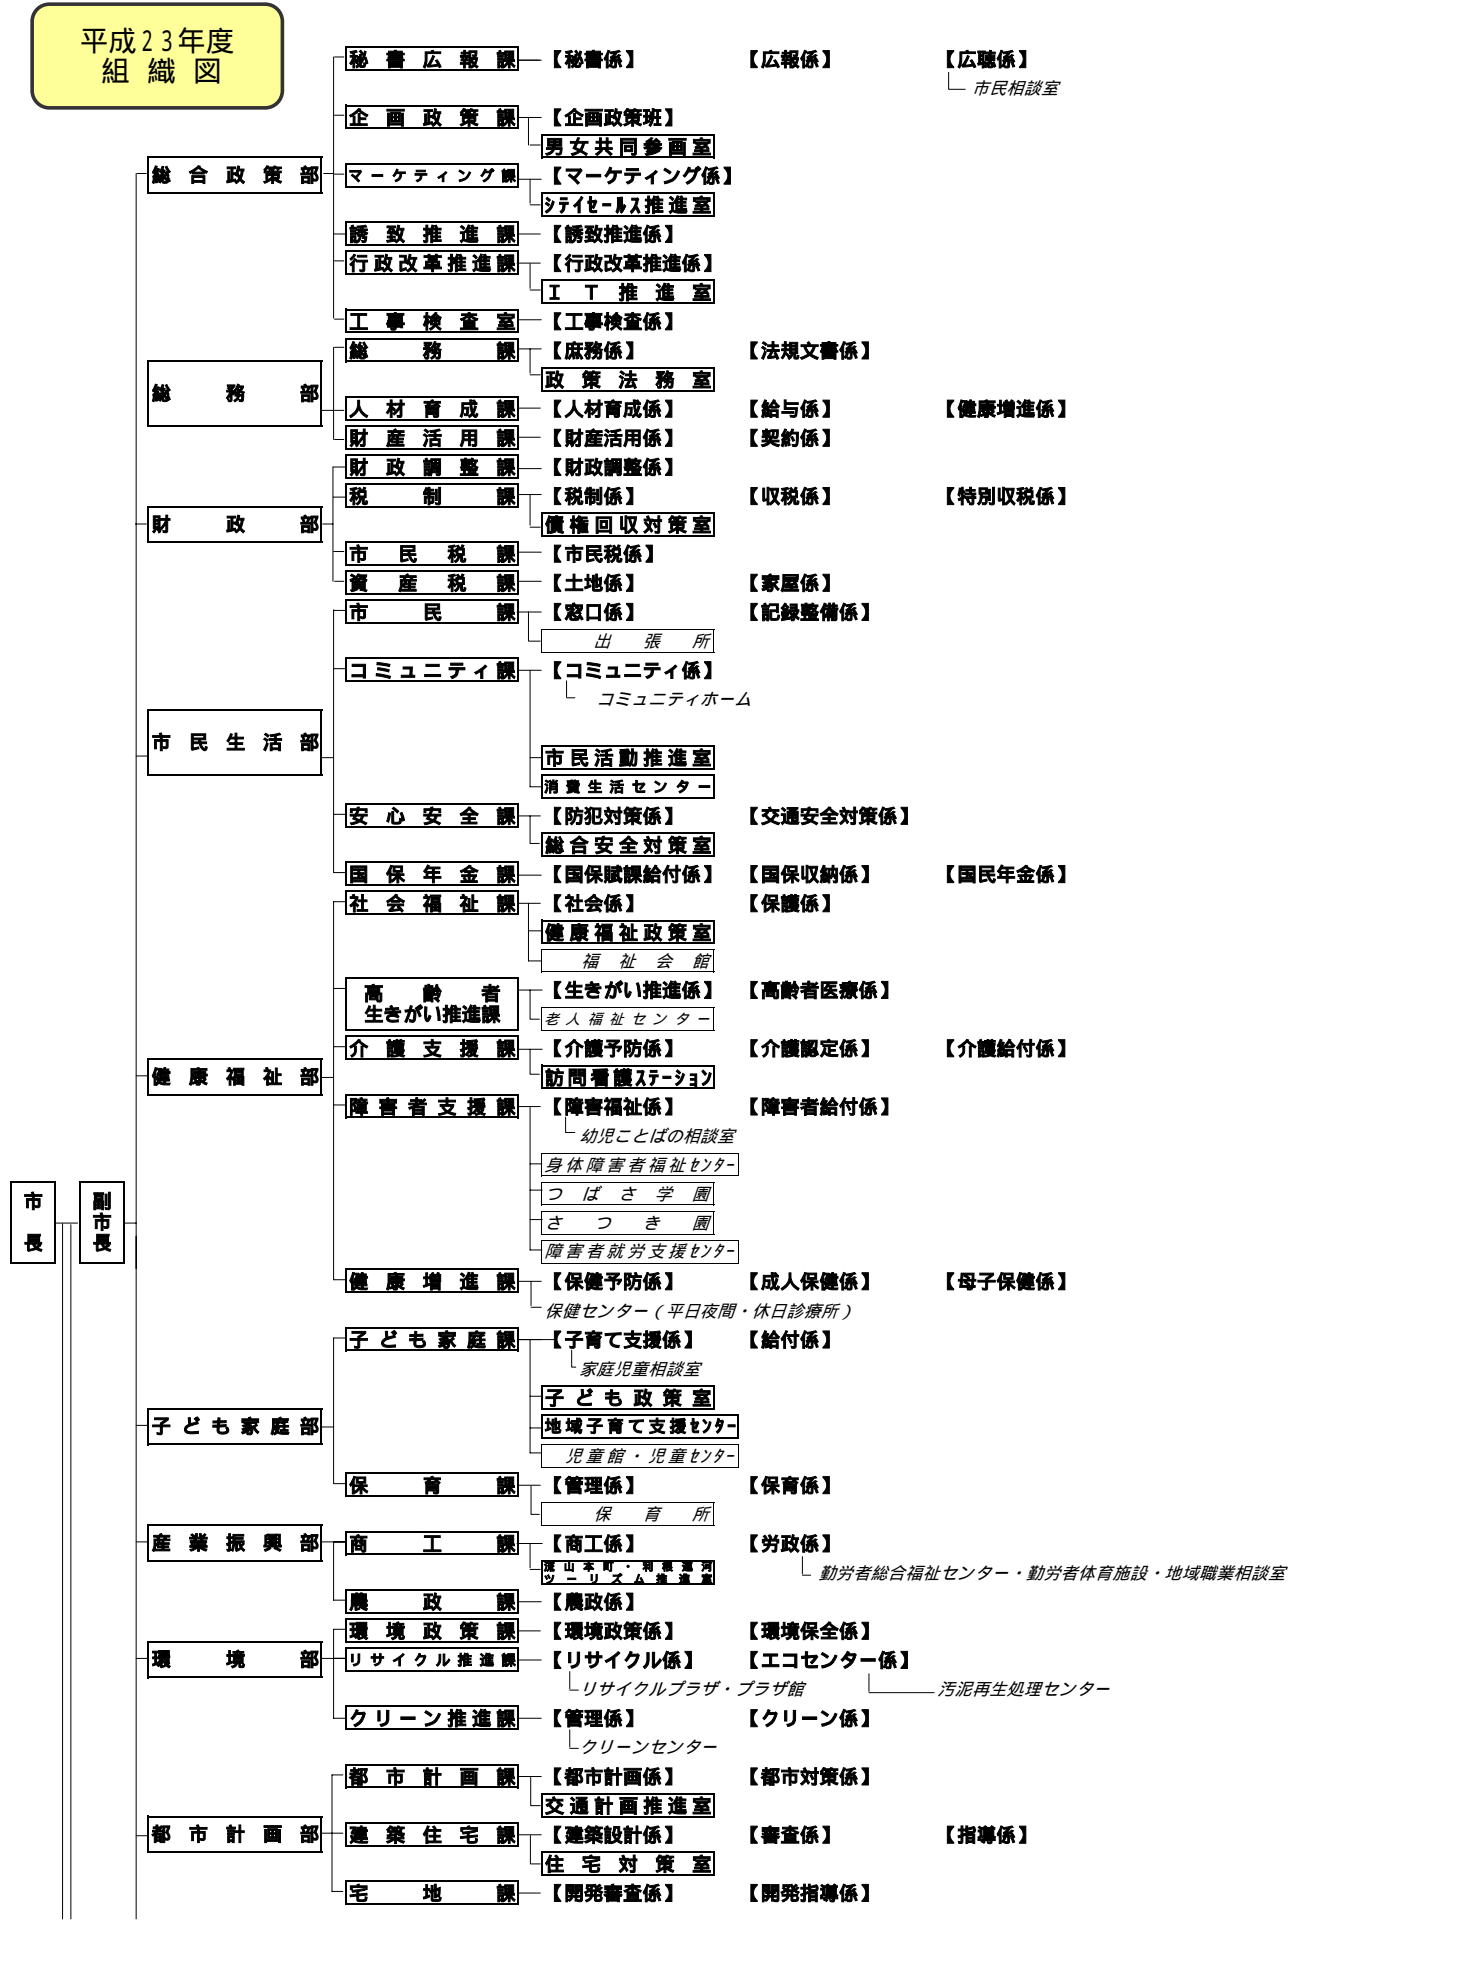 平成２３年度
組織図
秘書広報課 【秘書係】 【広報係】 【広聴係】
市民相談室
企画政策課 【企画政策班】
男女共同参画室
総合政策部 マーケティング課 【マーケティング係】
ｼﾃｲｾｰﾙｽ推進室
誘致推進課 【誘致推進係】
行政改革推進課 【行政改革推進係】
ＩＴ推進室
工事検査室 【工事検査係】
総務課 【庶務係】 【法規文書係】
政策法務室
総務部
人材育成課 【人材育成係】 【給与係】 【健康増進係】
財産活用課 【財産活用係】 【契約係】
財政調整課 【財政調整係】
税制課 【税制係】 【収税係】 【特別収税係】
財政部 債権回収対策室
市民税課 【市民税係】
資産税課 【土地係】 【家屋係】
市民課 【窓口係】 【記録整備係】
出張所
コミュニティ課 【コミュニティ係】
コミュニティホーム
市民生活部
市民活動推進室
消費生活センター
安心安全課 【防犯対策係】 【交通安全対策係】
総合安全対策室
国保年金課 【国保賦課給付係】 【国保収納係】 【国民年金係】
社会福祉課 【社会係】 【保護係】
健康福祉政策室
福祉会館
高齢者
生きがい推進課 【生きがい推進係】 【高齢者医療係】
老人福祉センター
介護支援課 【介護予防係】 【介護認定係】 【介護給付係】
健康福祉部 訪問看護ｽﾃｰｼｮﾝ
障害者支援課 【障害福祉係】 【障害者給付係】
幼児ことばの相談室
身体障害者福祉ｾﾝﾀｰ
つばさ学園
さつき園
市長
副市長
障害者就労支援ｾﾝﾀｰ
健康増進課 【保健予防係】 【成人保健係】 【母子保健係】
保健センター（平日夜間・休日診療所）
子ども家庭課 【子育て支援係】 【給付係】
家庭児童相談室
子ども政策室
子ども家庭部 地域子育て支援ｾﾝﾀｰ
児童館・児童ｾﾝﾀｰ
保育課 【管理係】 【保育係】
保育所
産業振興部 商工課 【商工係】 【労政係】
流山本町・利根運河
ツーリズム推進室
勤労者総合福祉センター・勤労者体育施設・地域職業相談室
農政課 【農政係】
環境政策課 【環境政策係】 【環境保全係】
環境部 リサイクル推進課 【リサイクル係】 【エコセンター係】
リサイクルプラザ・プラザ館 汚泥再生処理センター
クリーン推進課 【管理係】 【クリーン係】
クリーンセンター
都市計画課 【都市計画係】 【都市対策係】
交通計画推進室
都市計画部 建築住宅課 【建築設計係】 【審査係】 【指導係】
住宅対策室
宅地課 【開発審査係】 【開発指導係】